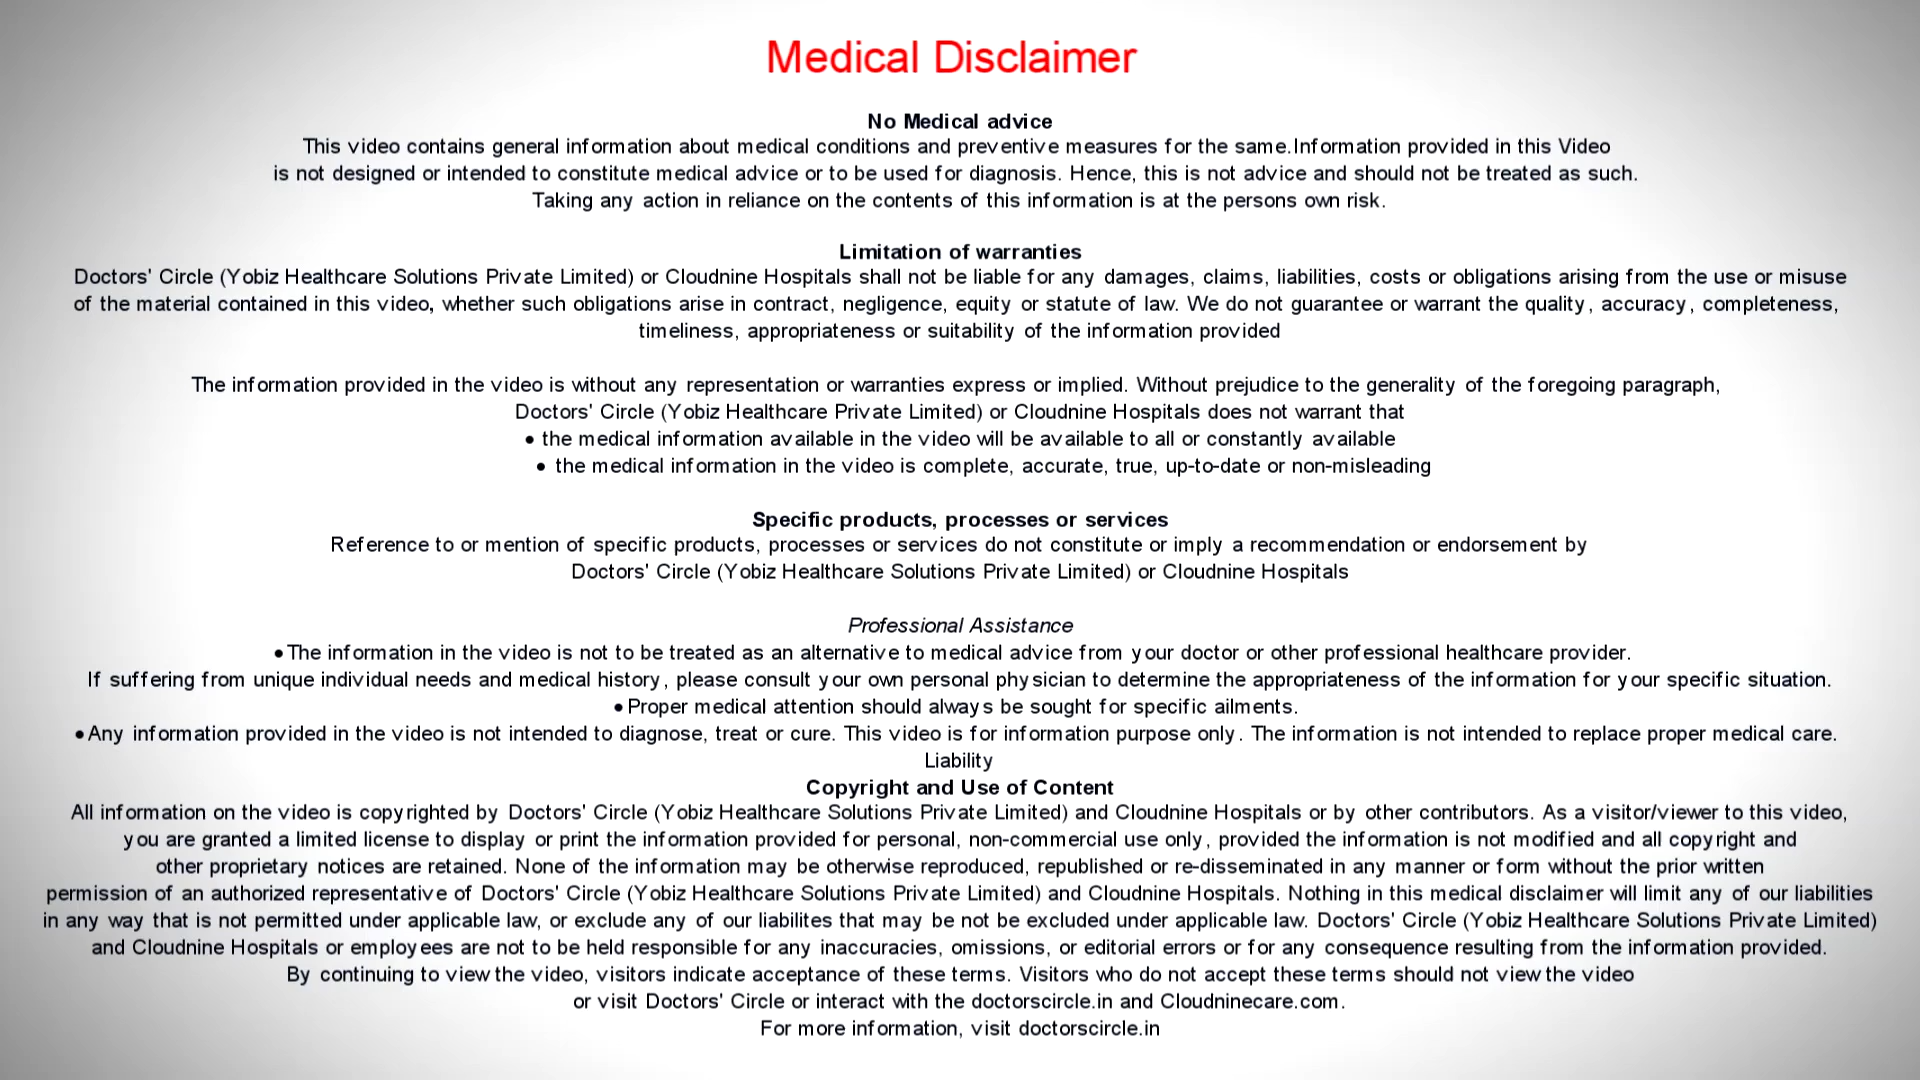 Medical Disclaimer
No Medical advice
This video contains general information about medical conditions and preventive measures for the same.Information provided in this Video
is not designed or intended to constitute medical advice or to be used for diagnosis. Hence, this is not advice and should not be treated as such.
Taking any action in reliance on the contents of this information is at the persons own risk.
Limitation of warranties
Doctors' Circle (Yobiz Healthcare Solutions Private Limited) or Cloudnine Hospitals shall not be liable for any damages, claims, liabilities, costs or obligations arising from the use or misuse
of the material contained in this video, whether such obligations arise in contract, negligence, equity or statute of law. We do not guarantee or warrant the quality, accuracy, completeness,
timeliness, appropriateness or suitability of the information provided
The information provided in the video is without any representation or warranties express or implied. Without prejudice to the generality of the foregoing paragraph,
Doctors' Circle (Yobiz Healthcare Private Limited) or Cloudnine Hospitals does not warrant that
• the medical information available in the video will be available to all or constantly available
• the medical information in the video is complete, accurate, true, up-to-date or non-misleading
Specific products, processes or services
Reference to or mention of specific products, processes or services do not constitute or imply a recommendation or endorsement by
Doctors' Circle (Yobiz Healthcare Solutions Private Limited) or Cloudnine Hospitals
Professional Assistance
•The information in the video is not to be treated as an alternative to medical advice from your doctor or other professional healthcare provider.
If suffering from unique individual needs and medical history, please consult your own personal physician to determine the appropriateness of the information for your specific situation.
•Proper medical attention should always be sought for specific ailments.
•Any information provided in the video is not intended to diagnose, treat or cure. This video is for information purpose only. The information is not intended to replace proper medical care.
Liability
Copyright and Use of Content
All information on the video is copyrighted by Doctors' Circle (Yobiz Healthcare Solutions Private Limited) and Cloudnine Hospitals or by other contributors. As a visitor/viewer to this video,
you are granted a limited license to display or print the information provided for personal, non-commercial use only, provided the information is not modified and all copyright and
other proprietary notices are retained. None of the information may be otherwise reproduced, republished or re-disseminated in any manner or form without the prior written
permission of an authorized representative of Doctors' Circle (Yobiz Healthcare Solutions Private Limited) and Cloudnine Hospitals. Nothing in this medical disclaimer will limit any of our liabilities
in any way that is not permitted under applicable law, or exclude any of our liabilites that may be not be excluded under applicable law. Doctors' Circle (Yobiz Healthcare Solutions Private Limited)
and Cloudnine Hospitals or employees are not to be held responsible for any inaccuracies, omissions, or editorial errors or for any consequence resulting from the information provided.
By continuing to view the video, visitors indicate acceptance of these terms. Visitors who do not accept these terms should not view the video
or visit Doctors' Circle or interact with the doctorscircle.in and Cloudninecare.com.
For more information, visit doctorscircle.in